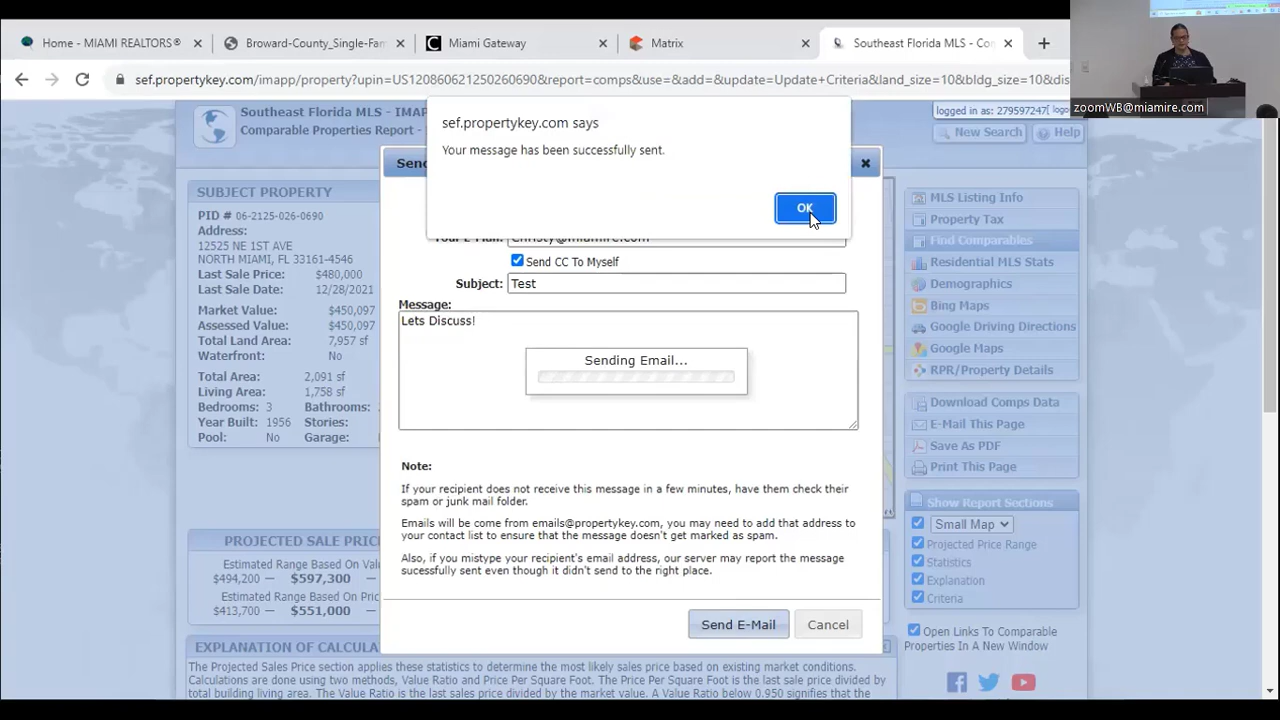 Home - MIAMI REALTORS®
Broward-County_Single-Fam
Miami Gateway
Matrix
Southeast Florida MLS - Con
sef.propertykey.com/imapp/property?upin=US120860621250260690&report=comps&use=&add=&update=Update+Criteria&land_size=10&bldg_size=10&dis
zoomWB@miamire.com
sef.propertykey.com says
Your message has been successfully sent.
OK
Southeast Florida MLS - IMAP
Comparable Properties Report -
logged in as: 279597247[ logo
New Search
Help
SUBJECT PROPERTY
PID # 06-2125-026-0690
Address:
12525 NE 1ST AVE
NORTH MIAMI, FL 33161-4546
Last Sale Price: $480,000
Last Sale Date: 12/28/2021
Market Value: $450,097
Assessed Value: $450,097
Total Land Area: 7,957 sf
Waterfront: No
Total Area: 2,091 sf
Living Area: 1,758 sf
Bedrooms: 3 Bathrooms:
Year Built: 1956 Stories:
Pool: No Garage:
PROJECTED SALE PRIC
Estimated Range Based On Valu
$494,200 — $597,300 —
Estimated Range Based On Pric
$413,700 — $551,000 —
EXPLANATION OF CALCULA
The Projected Sales Price section applies these statistics to determine the most likely sales price based on existing market conditions.
Calculations are done using two methods, Value Ratio and Price Per Square Foot. The Price Per Square Foot is the last sale price divided by
total building living area. The Value Ratio is the last sales price divided by the market value. A Value Ratio below 0.950 signifies that the
Send
Your E-Mail: Christy@miamire.com
Send CC To Myself
Subject: Test
Message:
Lets Discuss!
Sending Email...
Note:
If your recipient does not receive this message in a few minutes, have them check their
spam or junk mail folder.
Emails will be come from emails@propertykey.com, you may need to add that address to
your contact list to ensure that the message doesn't get marked as spam.
Also, if you mistype your recipient's email address, our server may report the message
sucessfully sent even though it didn't send to the right place.
Send E-Mail
Cancel
MLS Listing Info
Property Tax
Find Comparables
Residential MLS Stats
Demographics
Bing Maps
Google Driving Directions
Google Maps
RPR/Property Details
Download Comps Data
E-Mail This Page
Save As PDF
Print This Page
Show Report Sections
Small Map
Projected Price Range
Statistics
Explanation
Criteria
Open Links To Comparable
Properties In A New Window